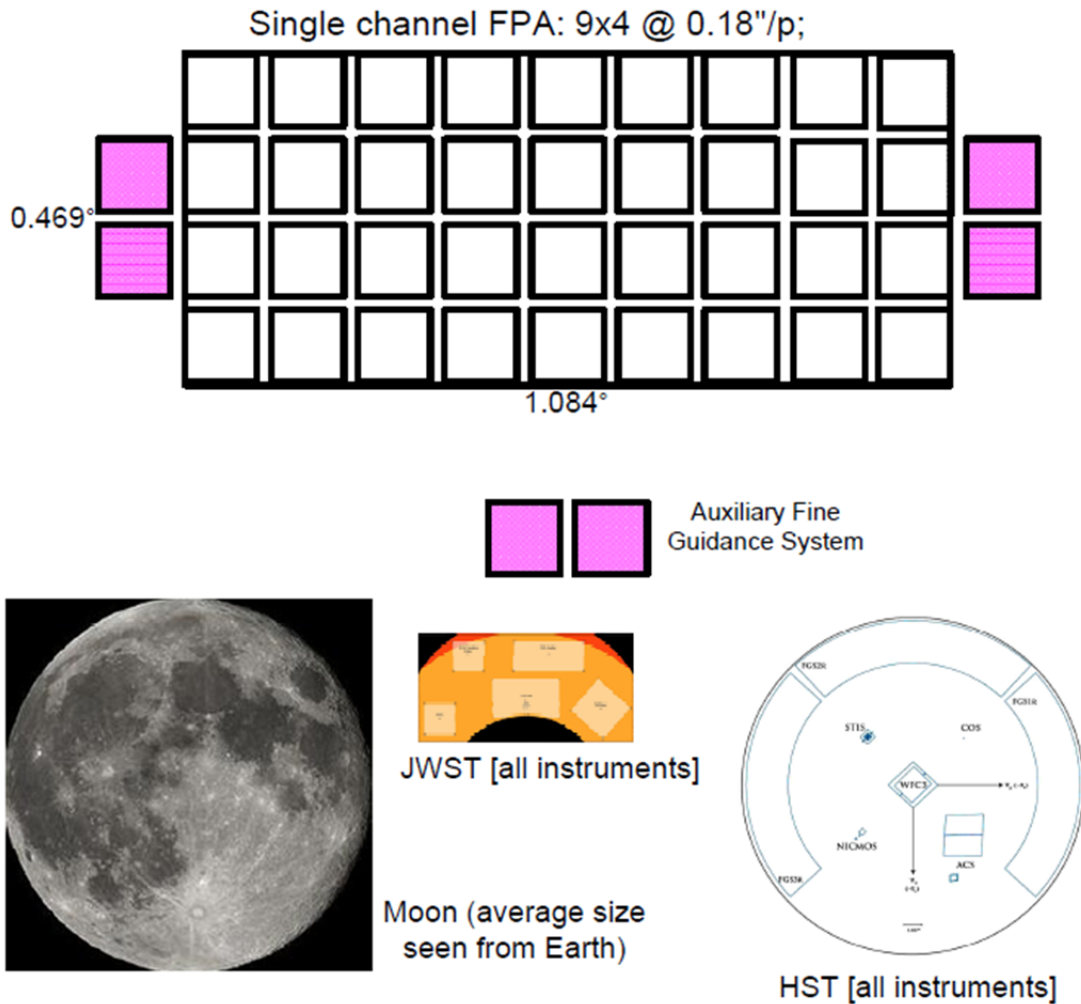 Single channel FPA: 9x4 @ 0.18"/p;
0.469°
1.084°
Auxiliary Fine
Guidance System
JWST [all instruments]
Moon (average size
seen from Earth)
FGS2R
FGS1R
STIS
COS
WFC3
NICMOS
ACS
FGS3R
HST [all instruments]